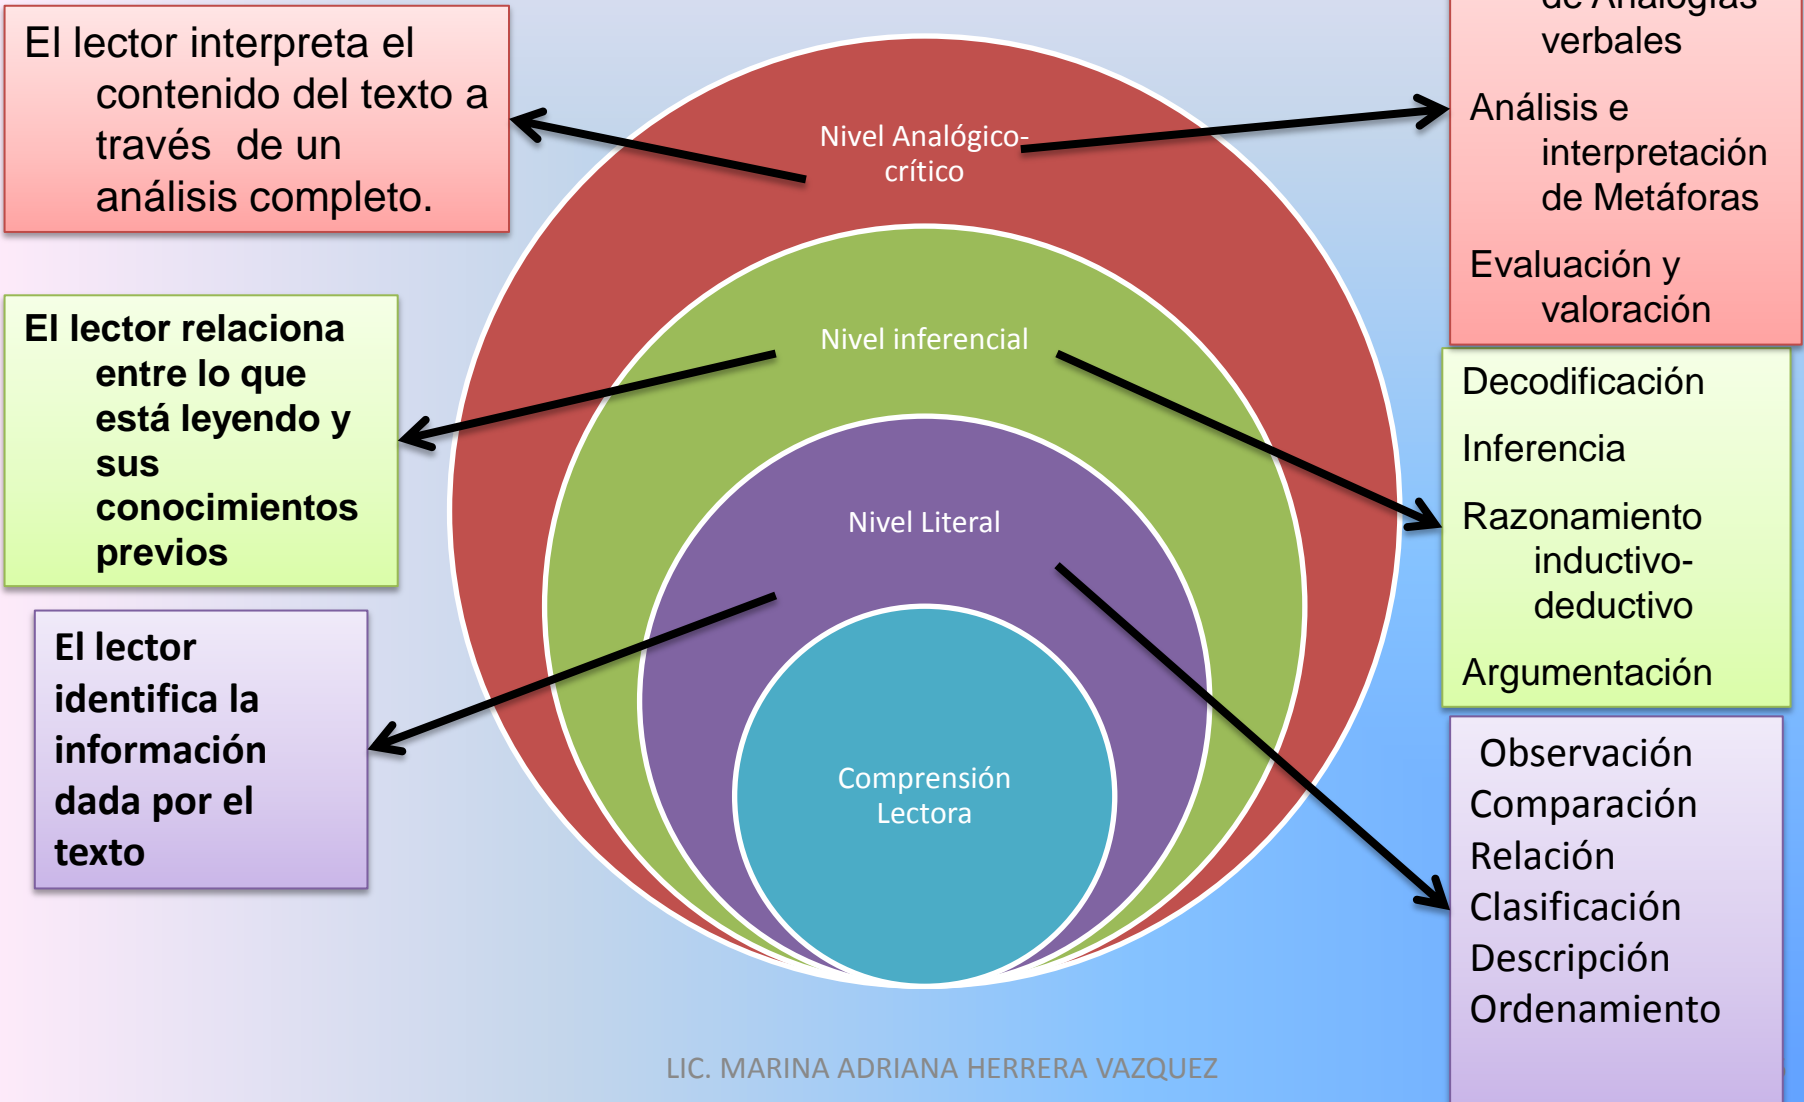 El lector interpreta el
contenido del texto a
través de un
análisis completo.
El lector relaciona
entre lo que
está leyendo y
sus
conocimientos
previos
El lector
identifica la
información
dada por el
texto
Nivel Analógico-
crítico
Nivel inferencial
Nivel Literal
Comprensión
Lectora
de Analogías
verbales
Análisis e
interpretación
de Metáforas
Evaluación y
valoración
Decodificación
Inferencia
Razonamiento
inductivo-
deductivo
Argumentación
Observación
Comparación
Relación
Clasificación
Descripción
Ordenamiento
LIC. MARINA ADRIANA HERRERA VAZQUEZ